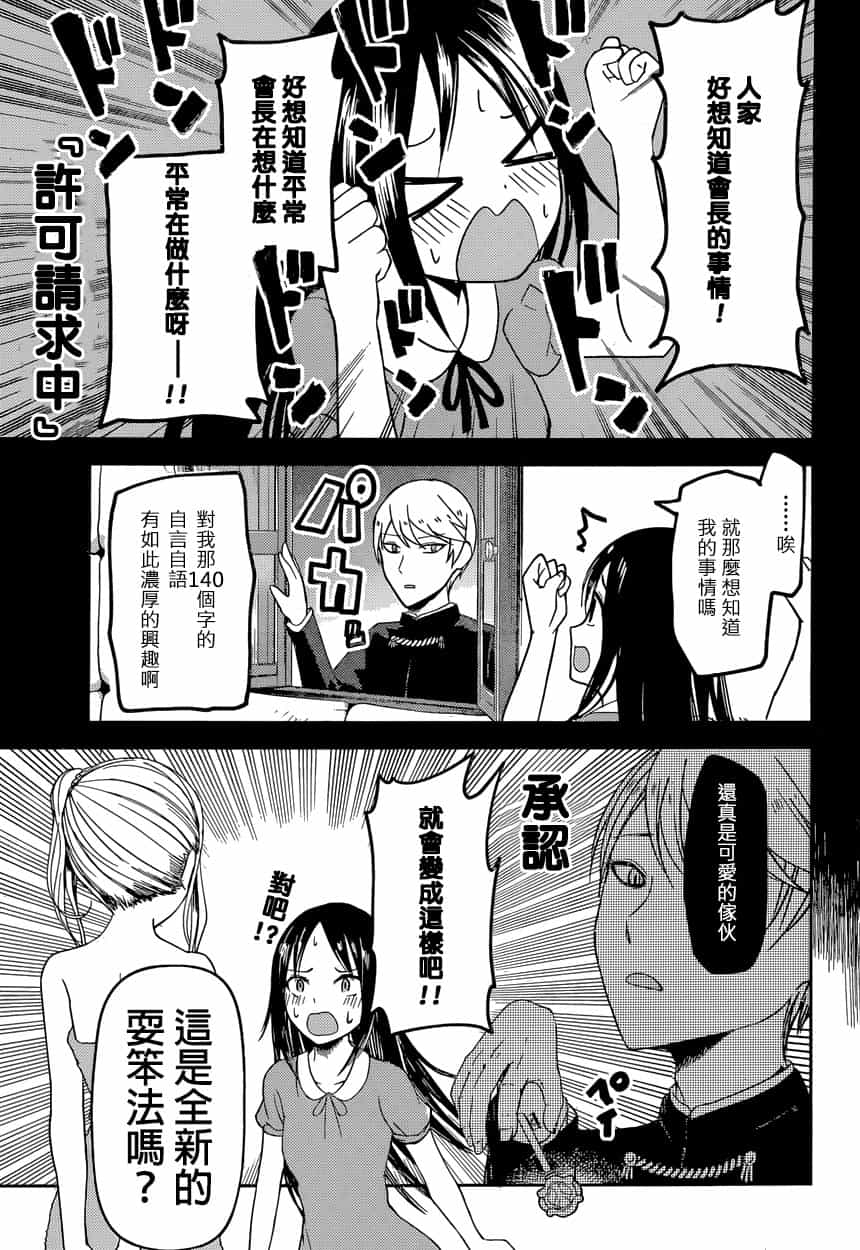 人家
好想知道會長的事情！
好想知道平常
會長在想什麼
平常在做什麼呀──！！
ドン
ドン
ドン
ドン
ドン
ドン
『許可請求中』
……唉
就那麼想知道
我的事情嗎
パカッ
對我那140個字的
自言自語
有如此濃厚的興趣啊
還真是可愛的傢伙
承認
ペイ
就會變成這樣吧！！
對吧！？
這是全新的
耍笨法嗎？